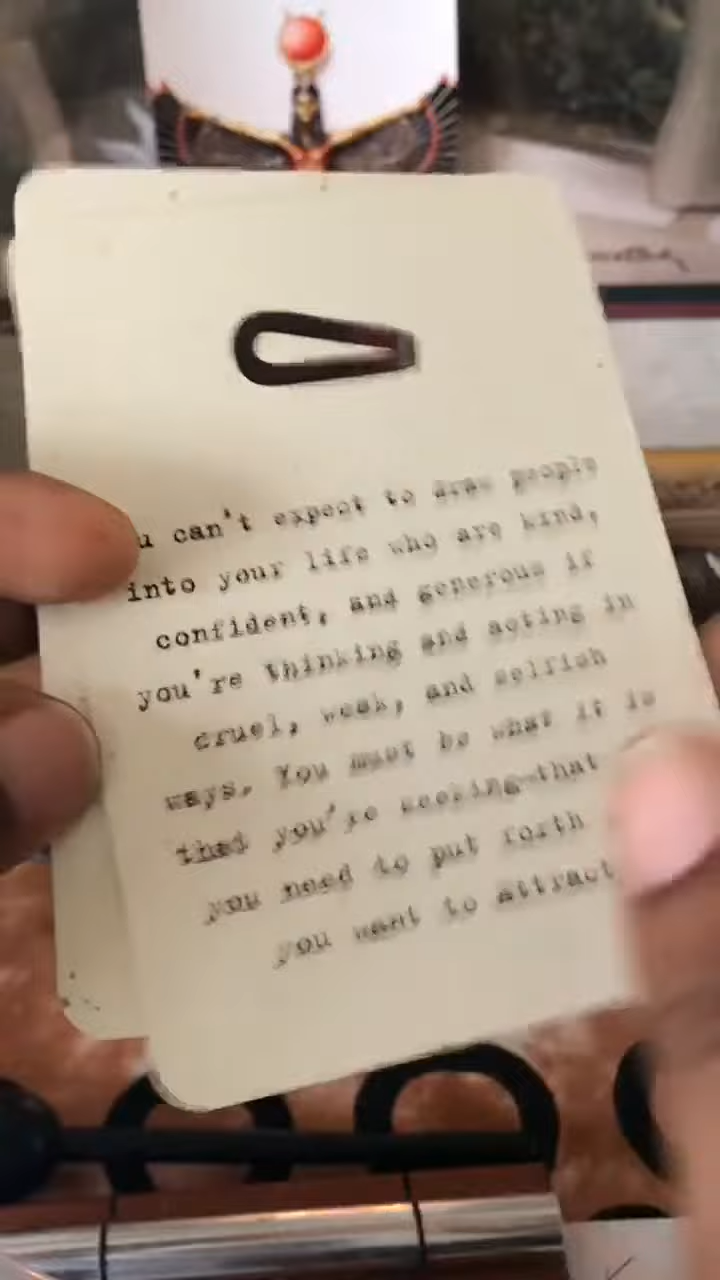 u can't expect to draw people
into your life who are kind,
confident, and generous if
you're thinking and acting in
cruel, weak, and selfish
ways. You must be what it is
that you're seeking—that
you need to put forth
you want to attract